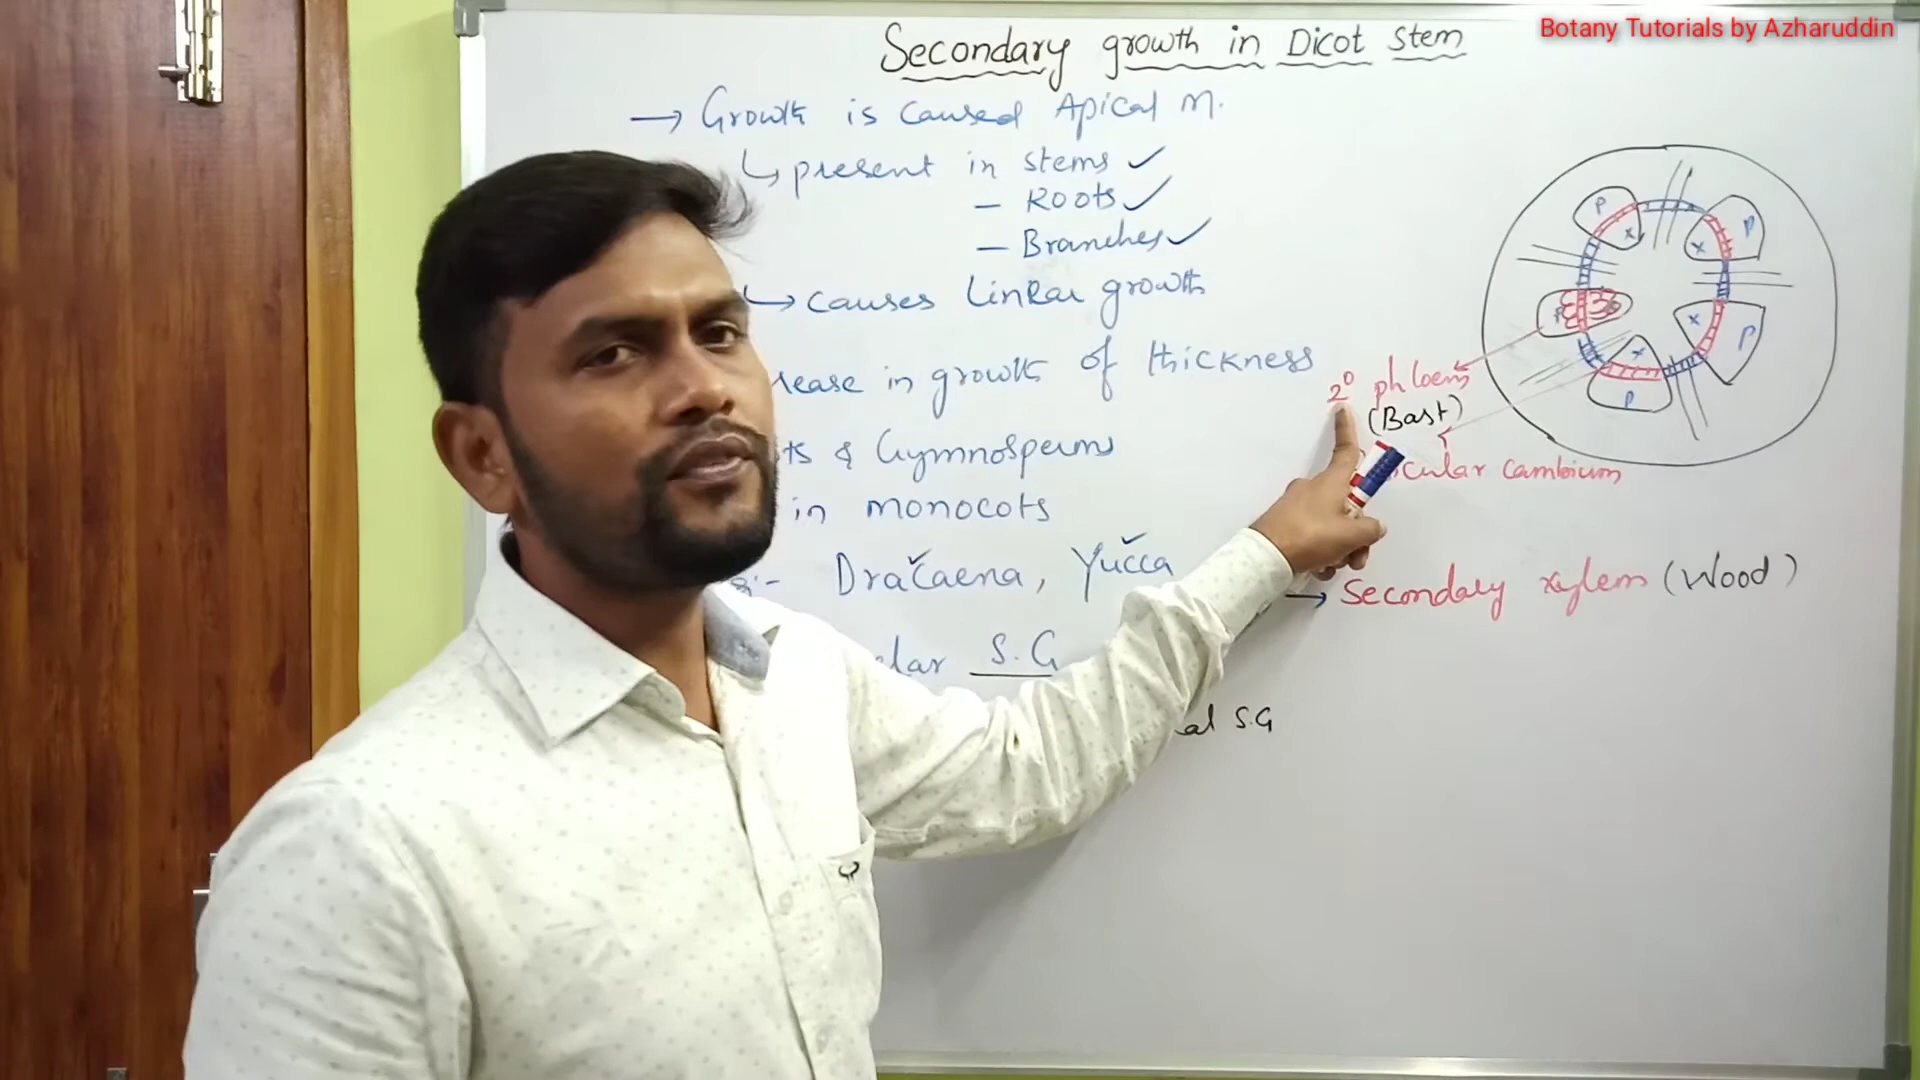 Botany Tutorials by Azharuddin
Secondary growth in Dicot Stem
→ Growth is caused Apical M.
↳ present in stems ✓
– Roots ✓
– Branches ✓
↳ causes Linear growth
rease in growth of thickness
ts & Gymnosperms
in monocots
g:- Dracaena, Yucca
lar S.G
al S.G
P
X
P
X
P
X
P
X
P
2° phloem
(Bast)
icular cambium
→ Secondary xylem (Wood)